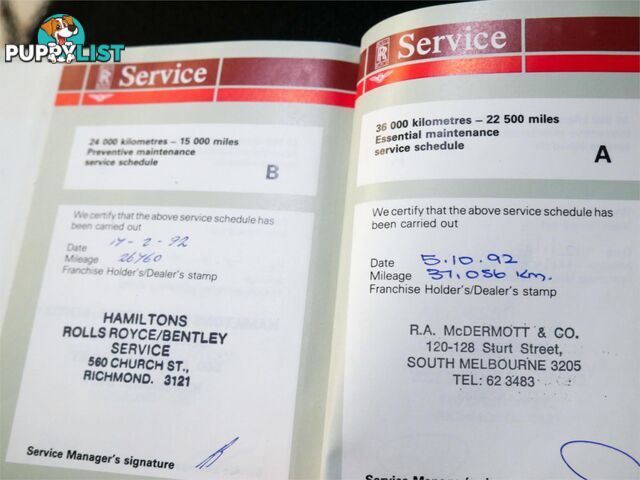 PUPPYLIST
RR Service
24 000 kilometres – 15 000 miles
Preventive maintenance
service schedule
B
We certify that the above service schedule has
been carried out
Date 17-2-92
Mileage 26460
Franchise Holder's/Dealer's stamp
HAMILTONS
ROLLS ROYCE/BENTLEY
SERVICE
560 CHURCH ST.,
RICHMOND. 3121
Service Manager's signature
RR Service
36 000 kilometres – 22 500 miles
Essential maintenance
service schedule
A
We certify that the above service schedule has
been carried out
Date 5.10.92
Mileage 37,056 Km.
Franchise Holder's/Dealer's stamp
R.A. McDERMOTT & CO.
120-128 Sturt Street,
SOUTH MELBOURNE 3205
TEL: 62 3483